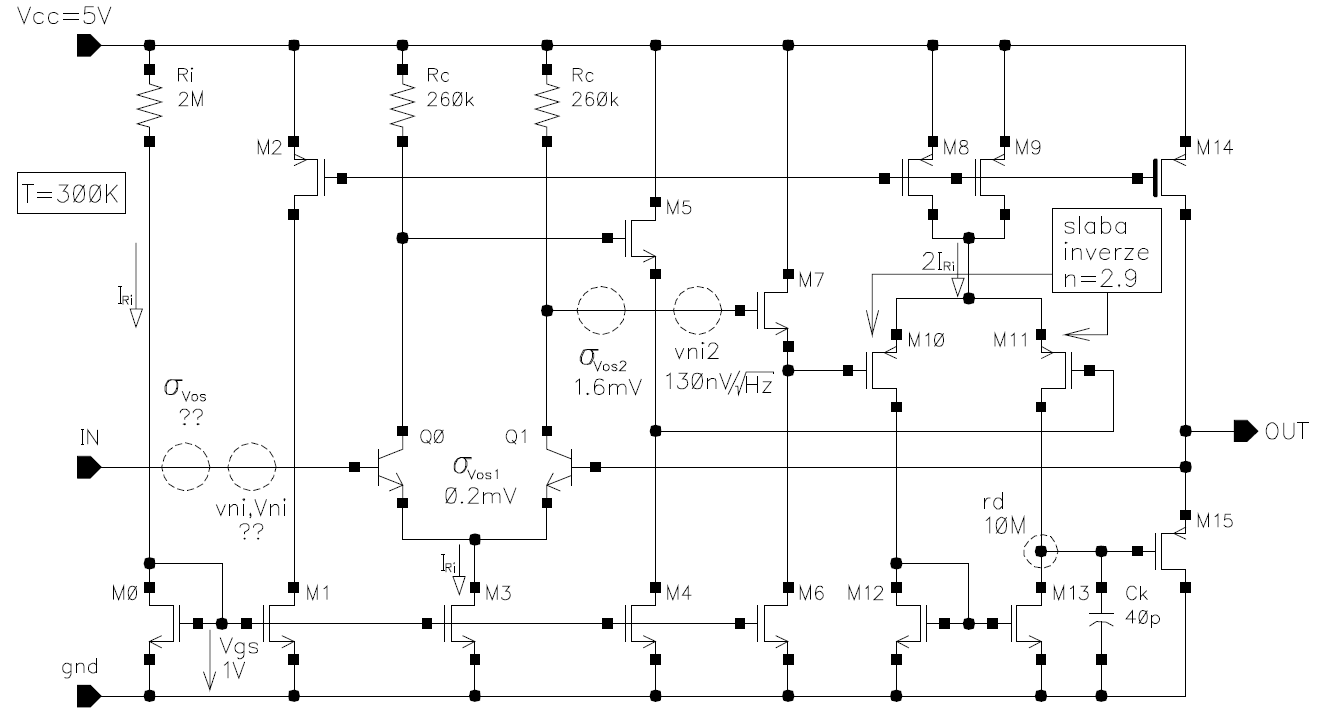 Vcc=5V
Ri
2M
Rc
260k
Rc
260k
M2
M8
M9
M14
T=300K
M5
slaba
inverze
n=2.9
IRi
2IRi
M7
M10
M11
σVos2
1.6mV
vni2
130nV/√Hz
σVos
??
IN
Q0
Q1
OUT
σVos1
0.2mV
vni,Vni
??
rd
10M
M15
IRi
M0
M1
M3
M4
M6
M12
M13
Ck
40p
Vgs
1V
gnd